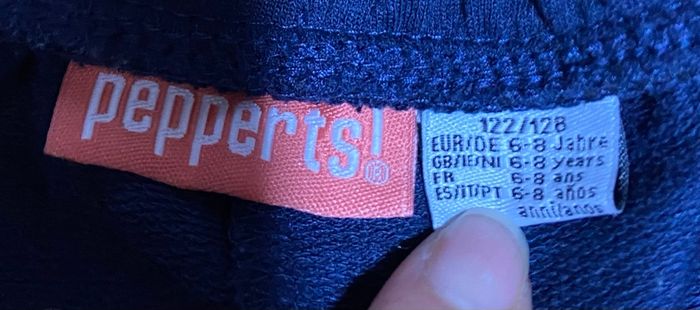 pepperts!®
122/128
EUR/DE 6-8 Jahre
GB/IE/NI 6-8 years
FR 6-8 ans
ES/IT/PT 6-8 años
anni/anos